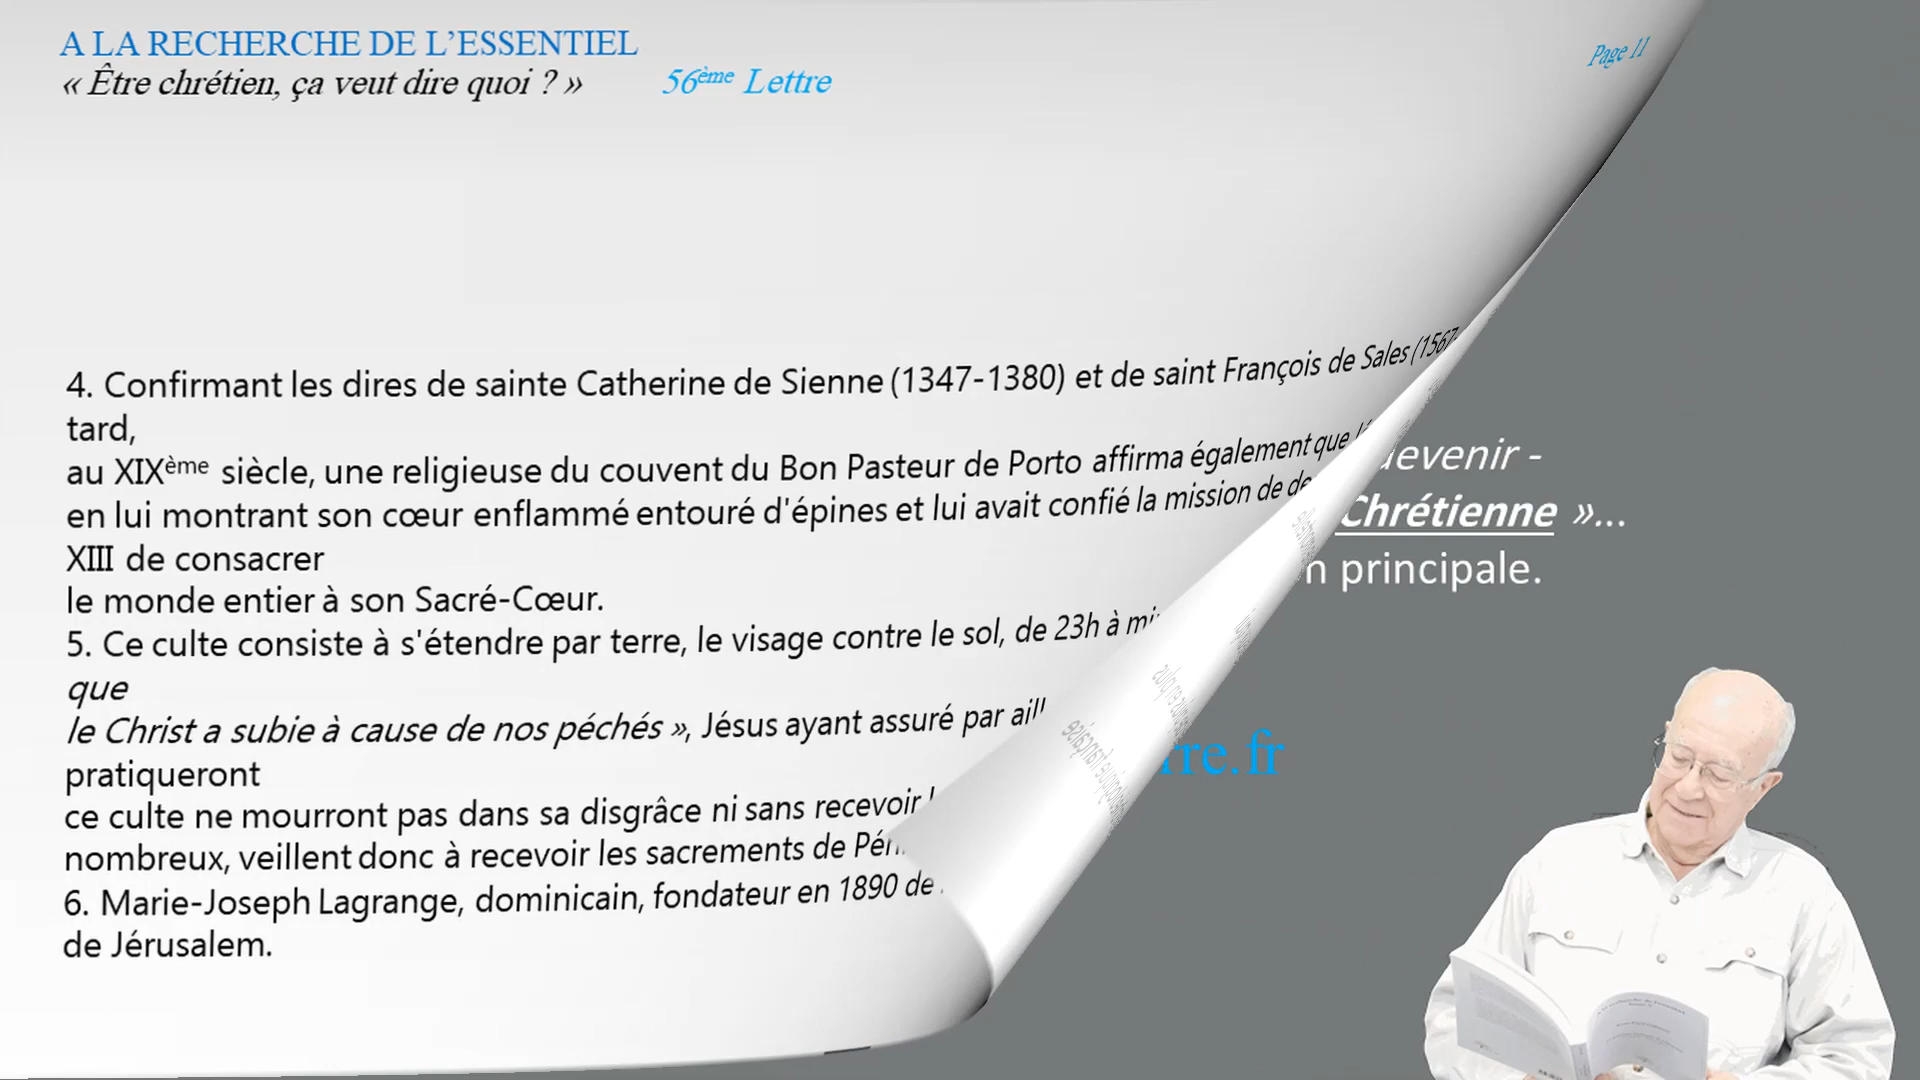 A LA RECHERCHE DE L’ESSENTIEL
« Être chrétien, ça veut dire quoi ? » 56ème Lettre
Page 11
4. Confirmant les dires de sainte Catherine de Sienne (1347-1380) et de saint François de Sales (1567-
tard,
au XIXème siècle, une religieuse du couvent du Bon Pasteur de Porto affirma également que
en lui montrant son cœur enflammé entouré d'épines et lui avait confié la mission de
XIII de consacrer
le monde entier à son Sacré-Cœur.
5. Ce culte consiste à s'étendre par terre, le visage contre le sol, de 23h à
que
le Christ a subie à cause de nos péchés », Jésus ayant assuré par
pratiqueront
ce culte ne mourront pas dans sa disgrâce ni sans recevoir
nombreux, veillent donc à recevoir les sacrements de
6. Marie-Joseph Lagrange, dominicain, fondateur en 1890 de
de Jérusalem.
devenir -
Chrétienne »...
principale.
rre.fr